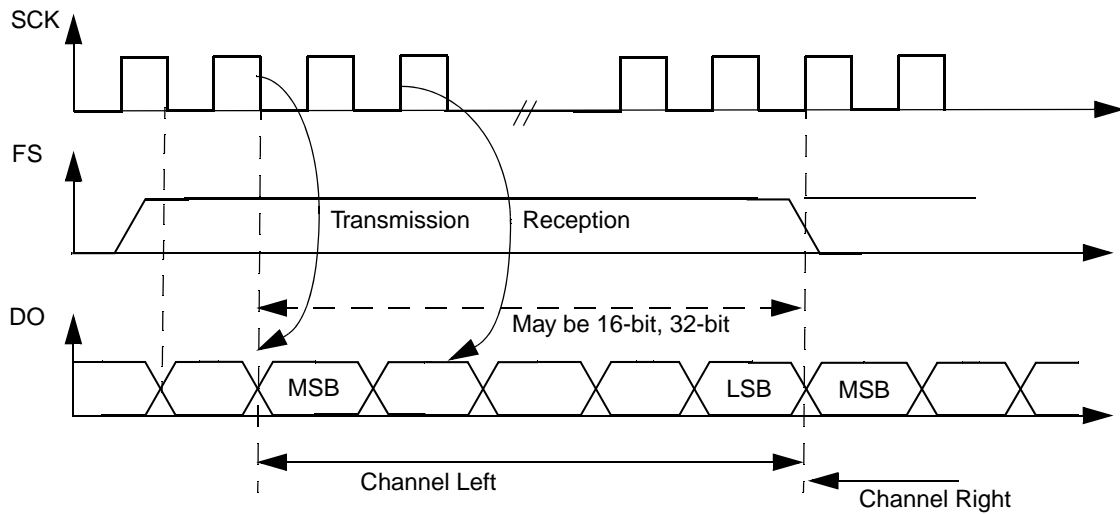 SCK
FS
Transmission
Reception
DO
May be 16-bit, 32-bit
MSB
LSB
MSB
Channel Left
Channel Right